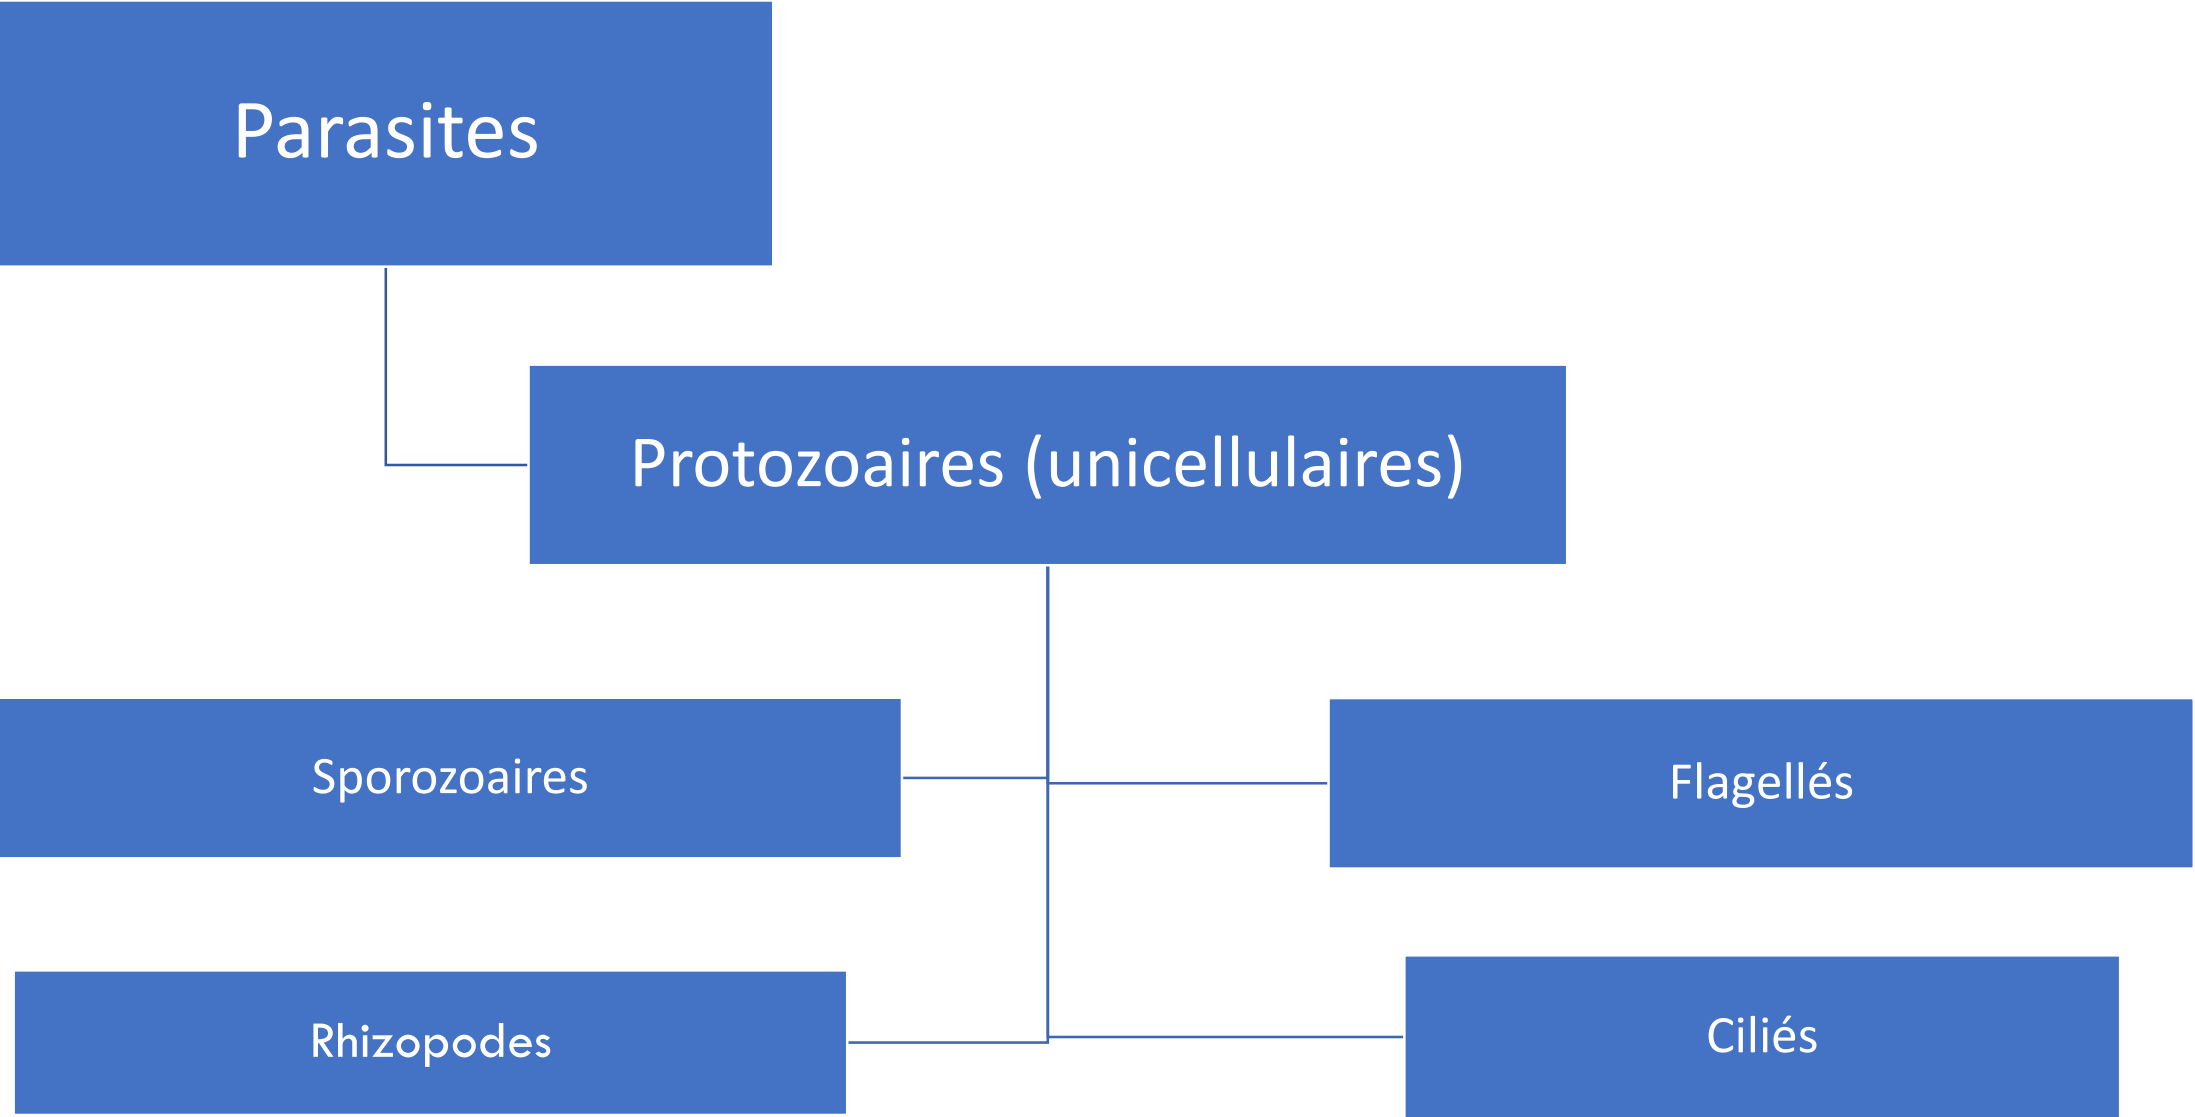 Parasites
Protozoaires (unicellulaires)
Sporozoaires
Flagellés
Rhizopodes
Ciliés